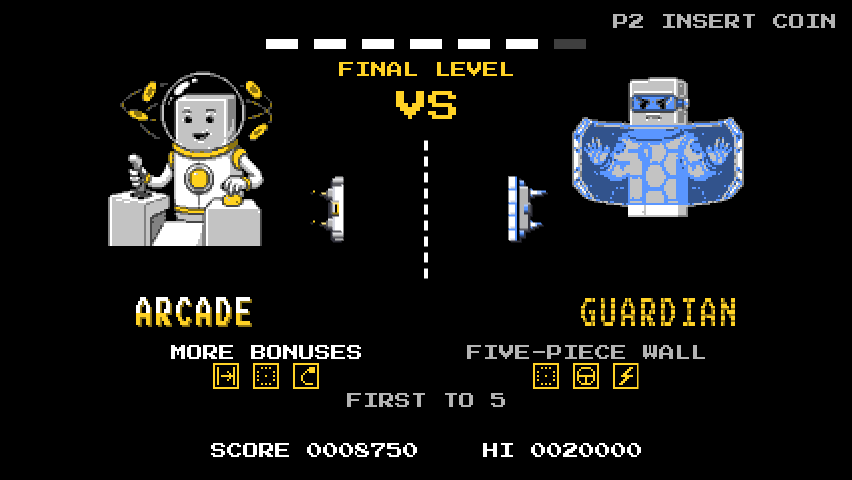 P2 INSERT COIN
FINAL LEVEL
VS
ARCADE
GUARDIAN
MORE BONUSES
FIVE-PIECE WALL
FIRST TO 5
SCORE 0008750
HI 0020000